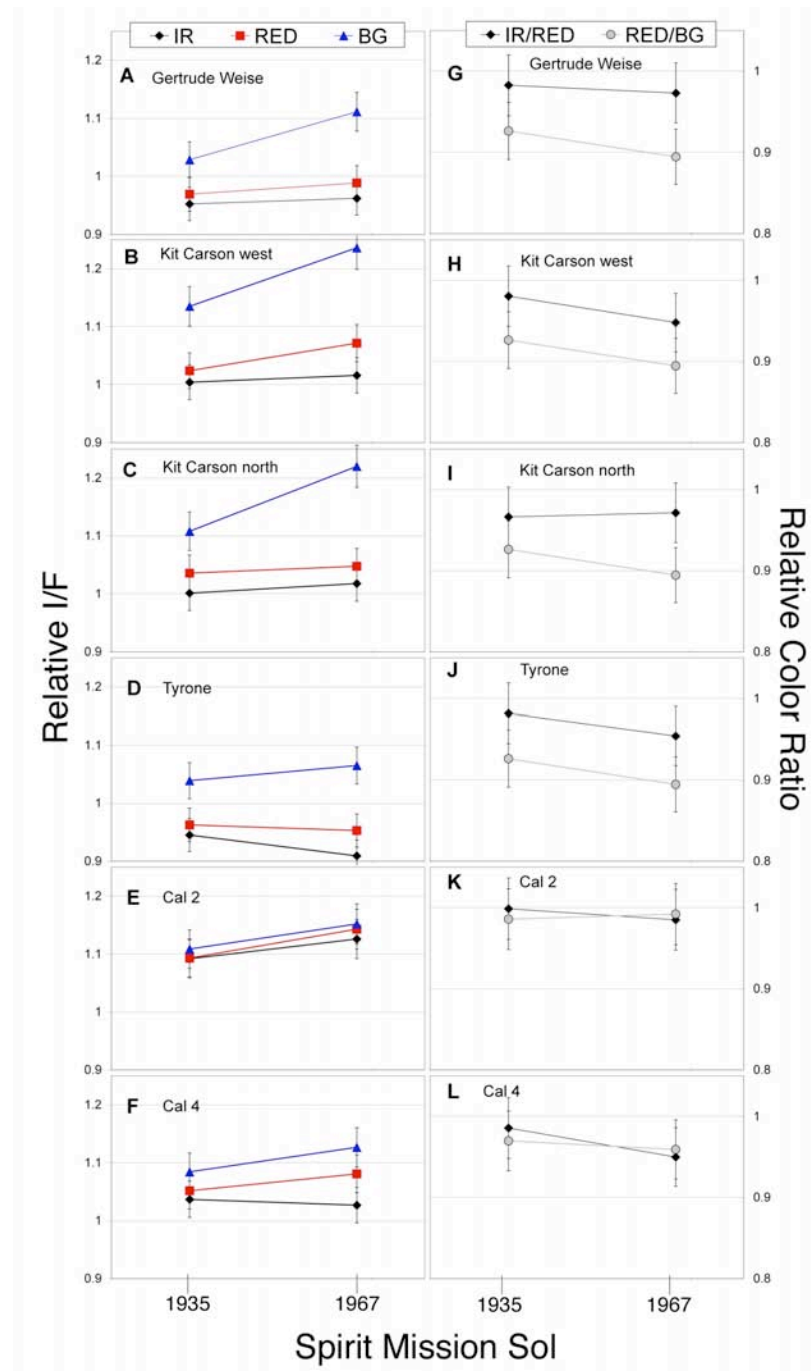 IR RED BG
IR/RED RED/BG
1.2
A Gertrude Weise
1.1
1
0.9
G Gertrude Weise
1
0.9
0.8
B Kit Carson west
1.2
1.1
1
0.9
H Kit Carson west
1
0.9
0.8
C Kit Carson north
1.2
1.1
1
0.9
I Kit Carson north
1
0.9
0.8
D Tyrone
1.2
1.1
1
0.9
J Tyrone
1
0.9
0.8
E Cal 2
1.2
1.1
1
0.9
K Cal 2
1
0.9
0.8
F Cal 4
1.2
1.1
1
0.9
L Cal 4
1
0.9
0.8
Relative I/F
Relative Color Ratio
1935 1967 1935 1967
Spirit Mission Sol